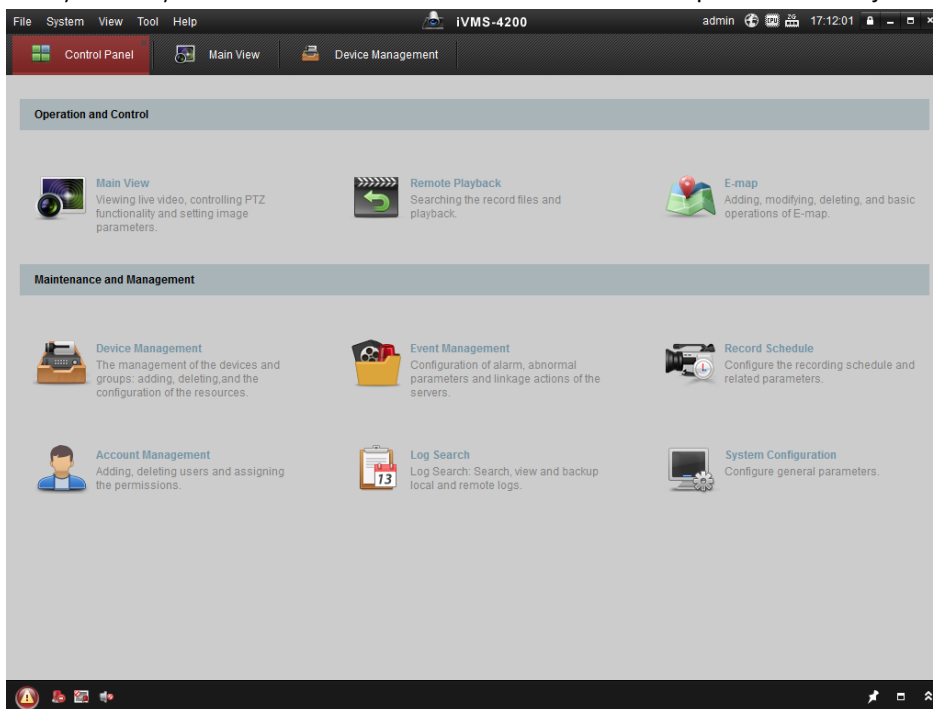 File System View Tool Help iVMS-4200 admin 17:12:01
Control Panel Main View Device Management
Operation and Control
Main View
Viewing live video, controlling PTZ
functionality and setting image
parameters.
Remote Playback
Searching the record files and
playback.
E-map
Adding, modifying, deleting, and basic
operations of E-map.
Maintenance and Management
Device Management
The management of the devices and
groups: adding, deleting,and the
configuration of the resources.
Event Management
Configuration of alarm, abnormal
parameters and linkage actions of the
servers.
Record Schedule
Configure the recording schedule and
related parameters.
Account Management
Adding, deleting users and assigning
the permissions.
13
Log Search
Log Search: Search, view and backup
local and remote logs.
System Configuration
Configure general parameters.